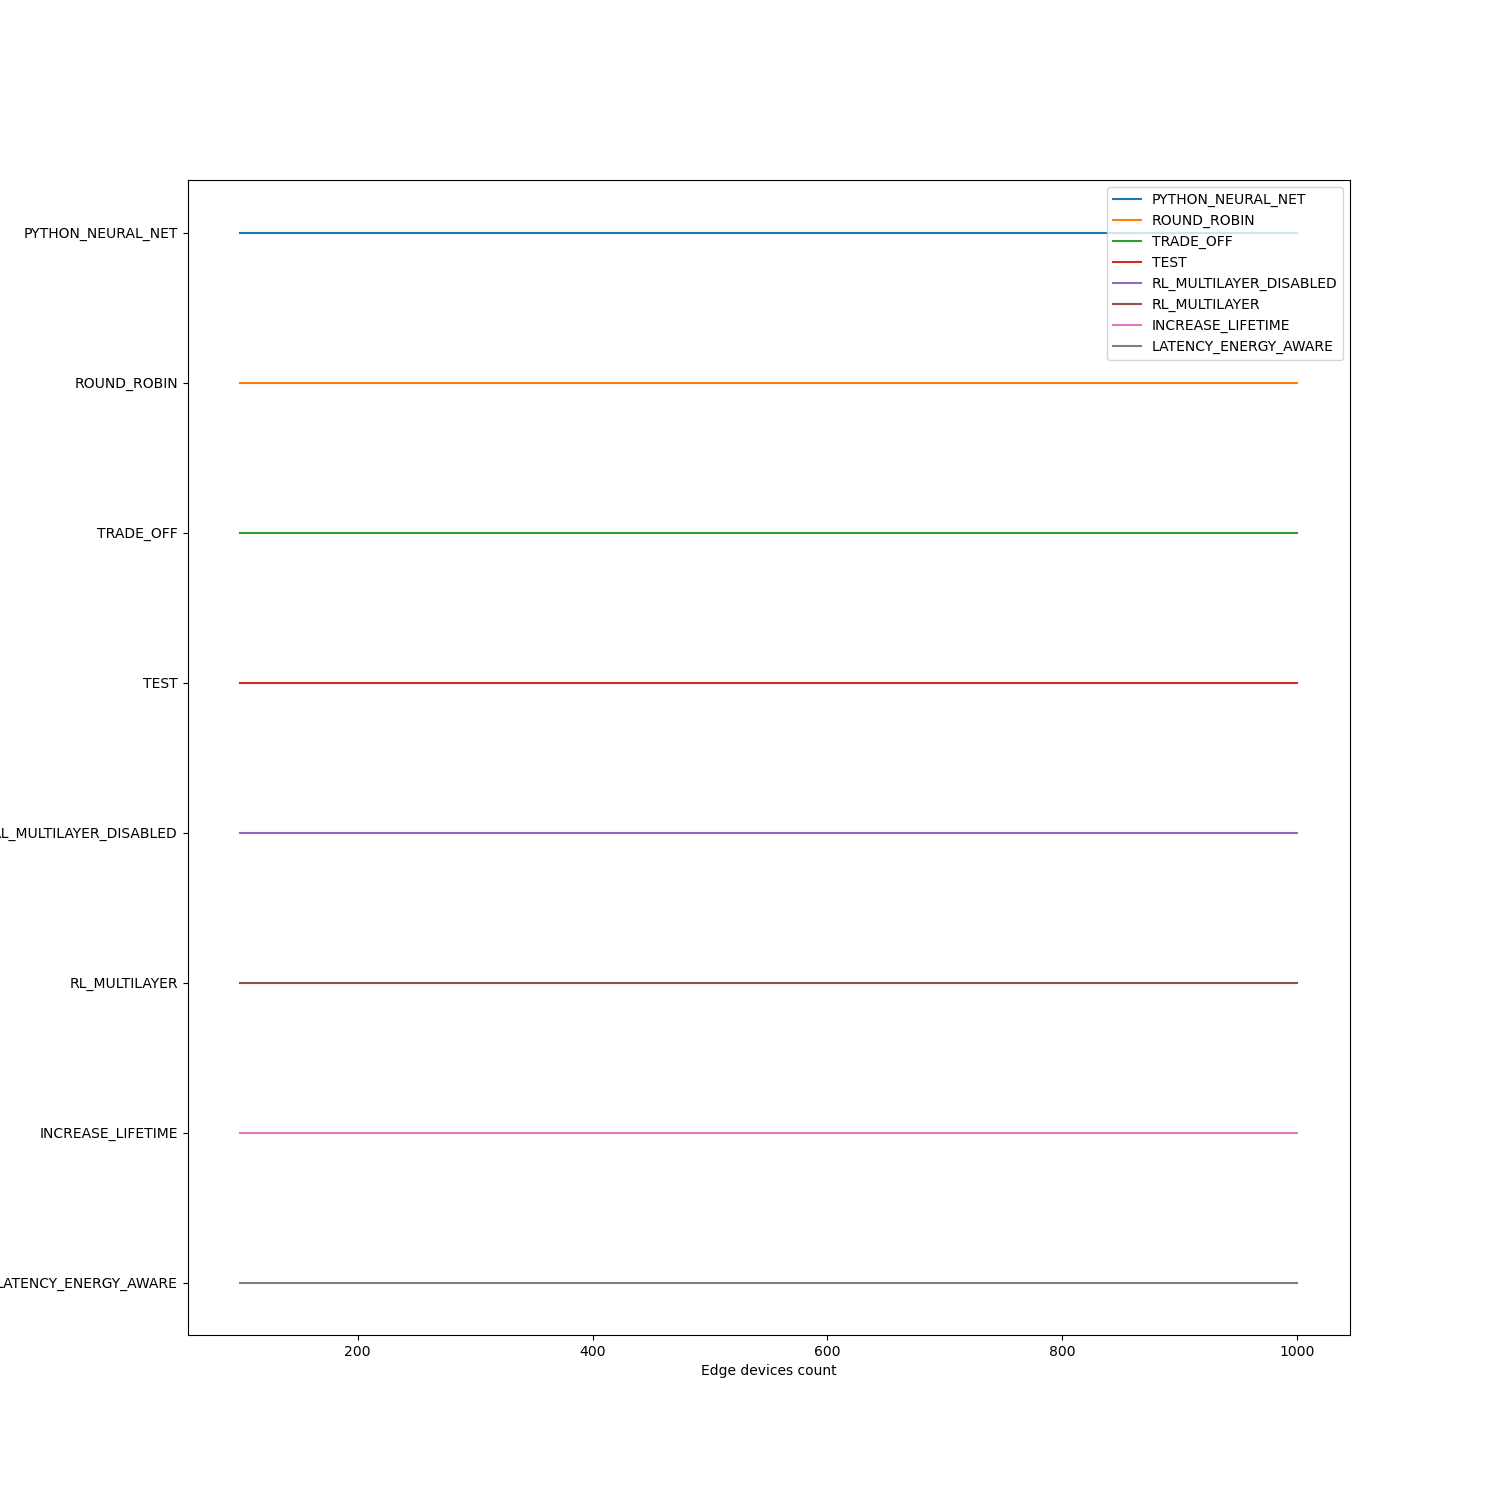 PYTHON_NEURAL_NET
ROUND_ROBIN
TRADE_OFF
TEST
L_MULTILAYER_DISABLED
RL_MULTILAYER
INCREASE_LIFETIME
LATENCY_ENERGY_AWARE
200 400 600 800 1000
Edge devices count
PYTHON_NEURAL_NET
ROUND_ROBIN
TRADE_OFF
TEST
RL_MULTILAYER_DISABLED
RL_MULTILAYER
INCREASE_LIFETIME
LATENCY_ENERGY_AWARE